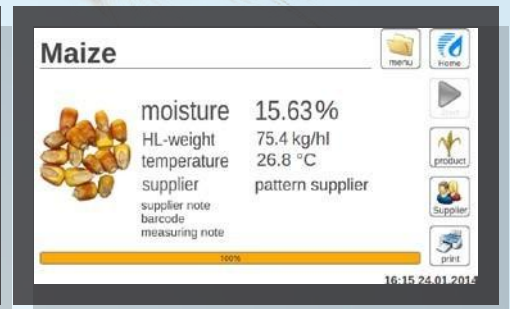 Maize
menu
Home
moisture 15.63%
HL-weight 75.4 kg/hl
temperature 26.8 °C
product
supplier pattern supplier
Supplier
supplier note
barcode
measuring note
100%
print
16:15 24.01.2014